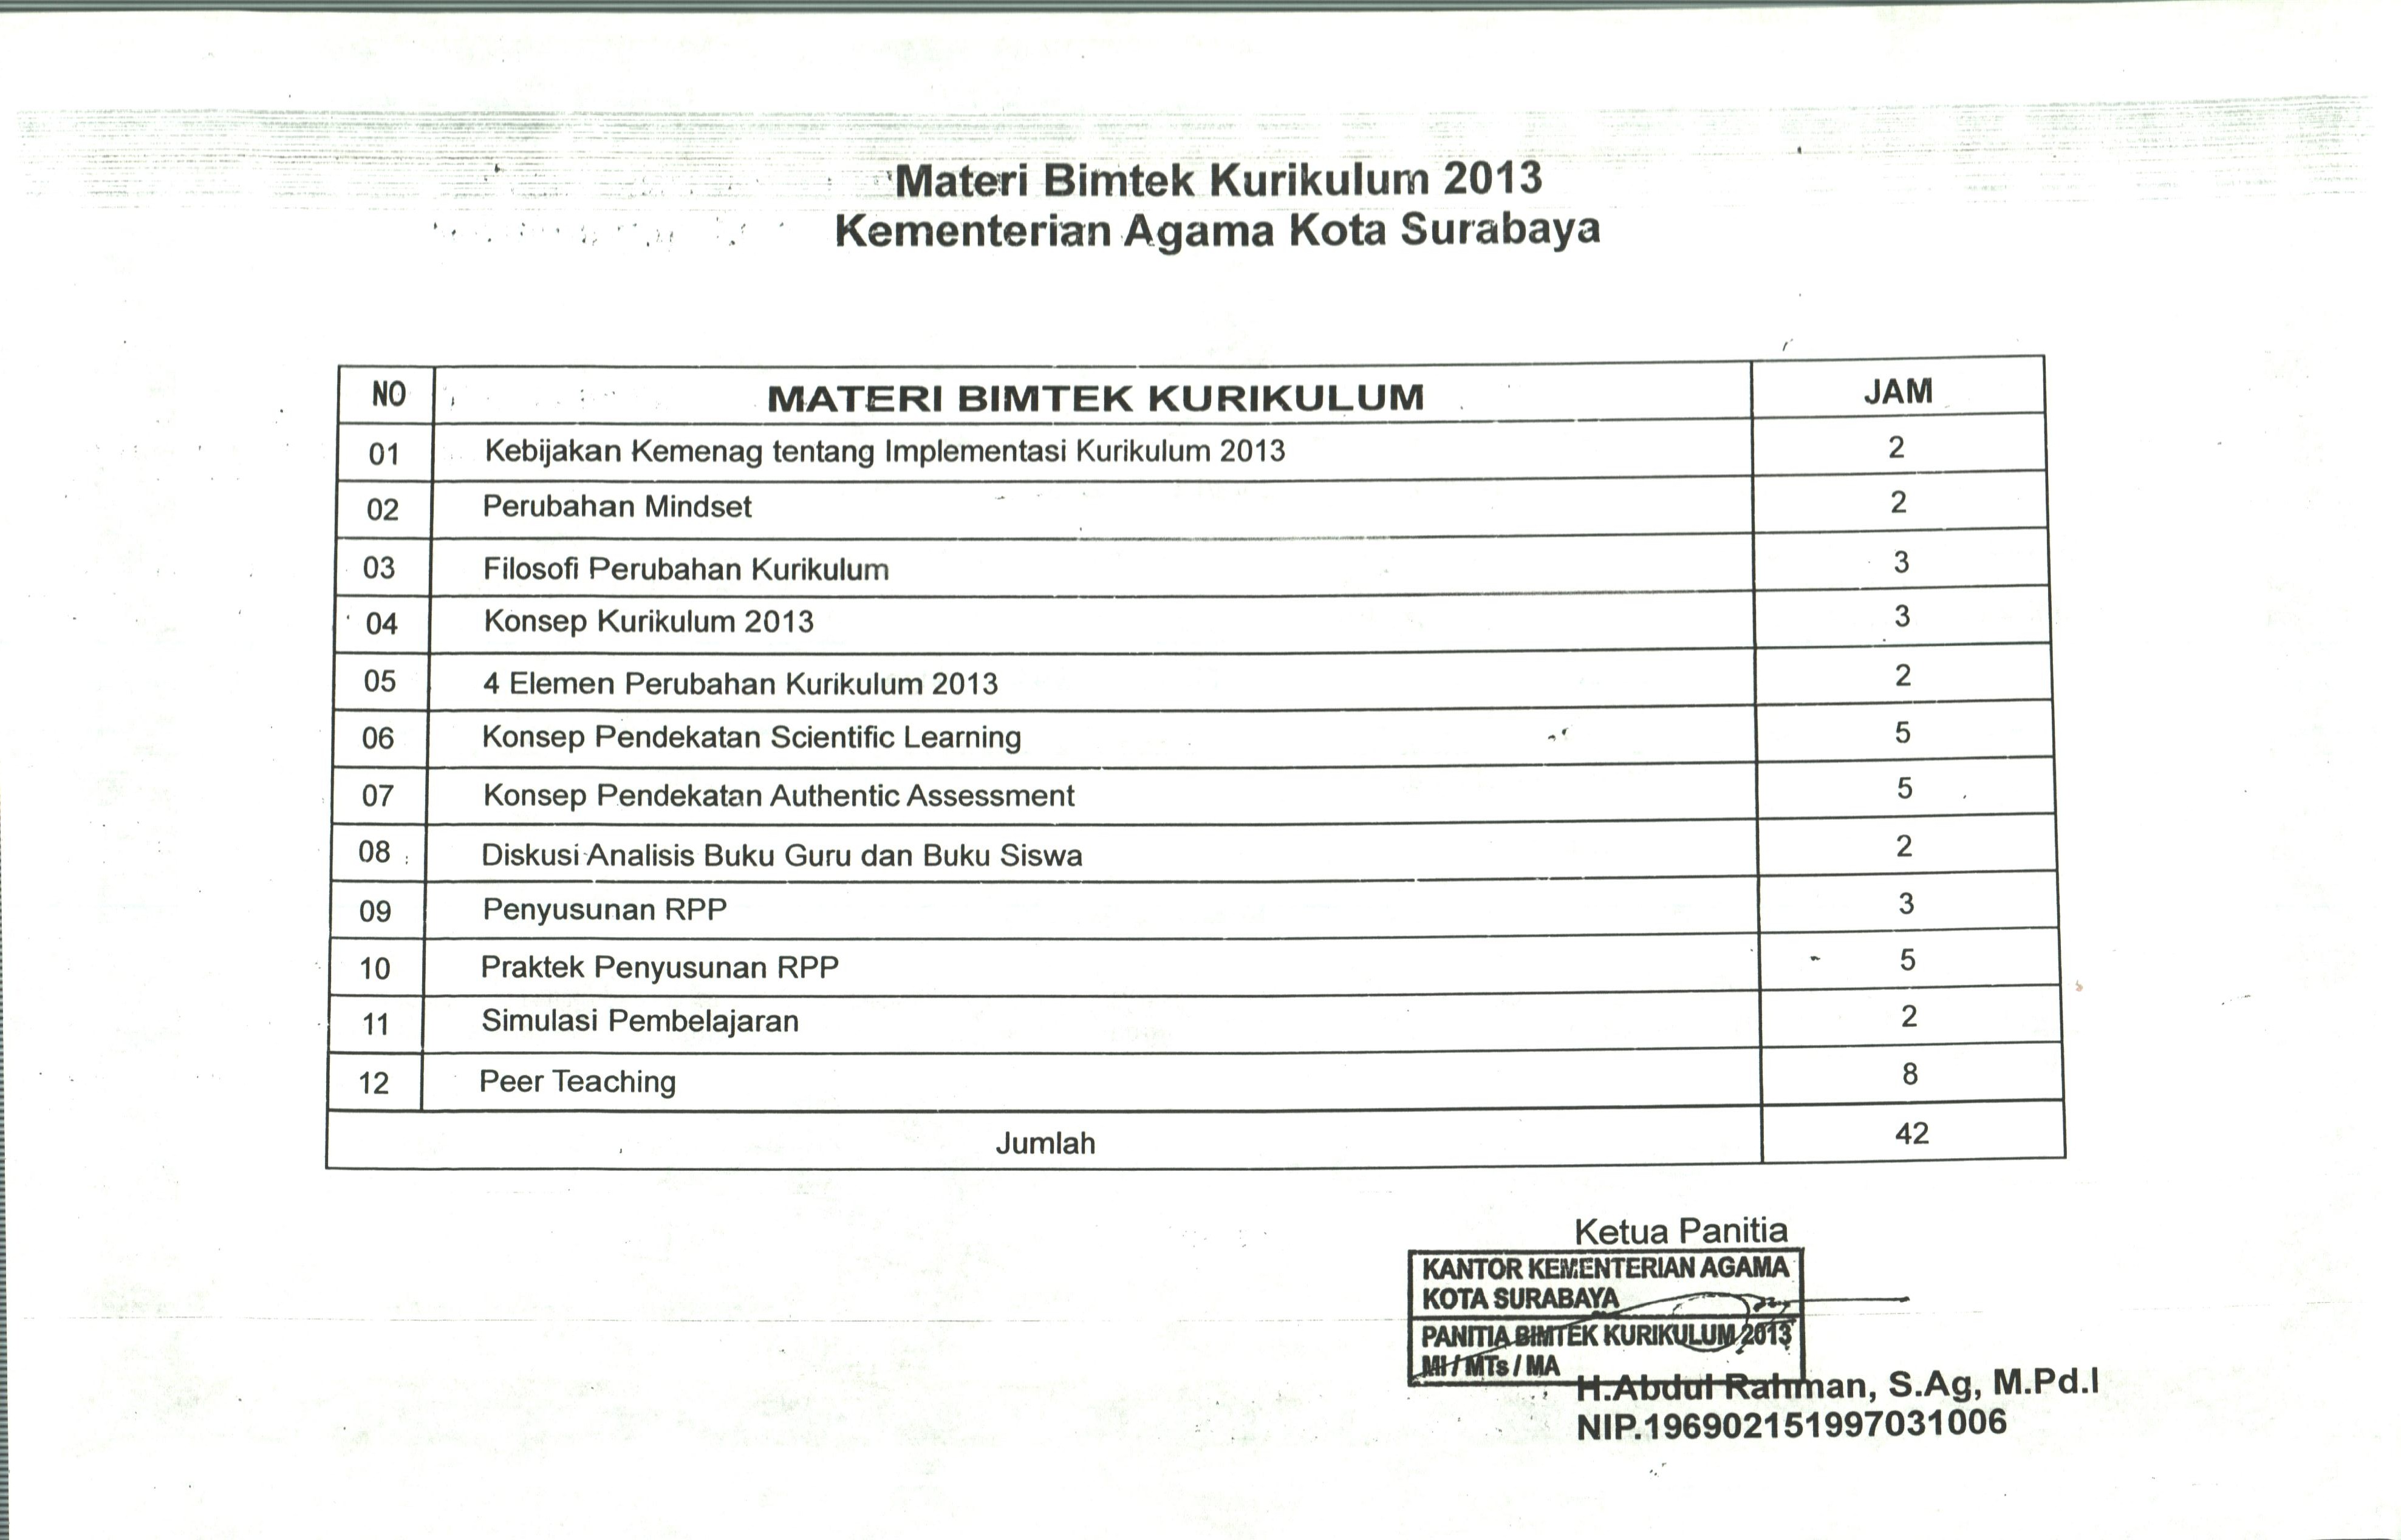 Materi Bimtek Kurikulum 2013
Kementerian Agama Kota Surabaya
NO MATERI BIMTEK KURIKULUM JAM
01 Kebijakan Kemenag tentang Implementasi Kurikulum 2013 2
02 Perubahan Mindset 2
03 Filosofi Perubahan Kurikulum 3
04 Konsep Kurikulum 2013 3
05 4 Elemen Perubahan Kurikulum 2013 2
06 Konsep Pendekatan Scientific Learning 5
07 Konsep Pendekatan Authentic Assessment 5
08 Diskusi Analisis Buku Guru dan Buku Siswa 2
09 Penyusunan RPP 3
10 Praktek Penyusunan RPP 5
11 Simulasi Pembelajaran 2
12 Peer Teaching 8
Jumlah 42
Ketua Panitia
KANTOR KEMENTERIAN AGAMA
KOTA SURABAYA
PANITIA BIMTEK KURIKULUM 2013
MI / MTs / MA
H.Abdul Rahman, S.Ag, M.Pd.I
NIP.196902151997031006